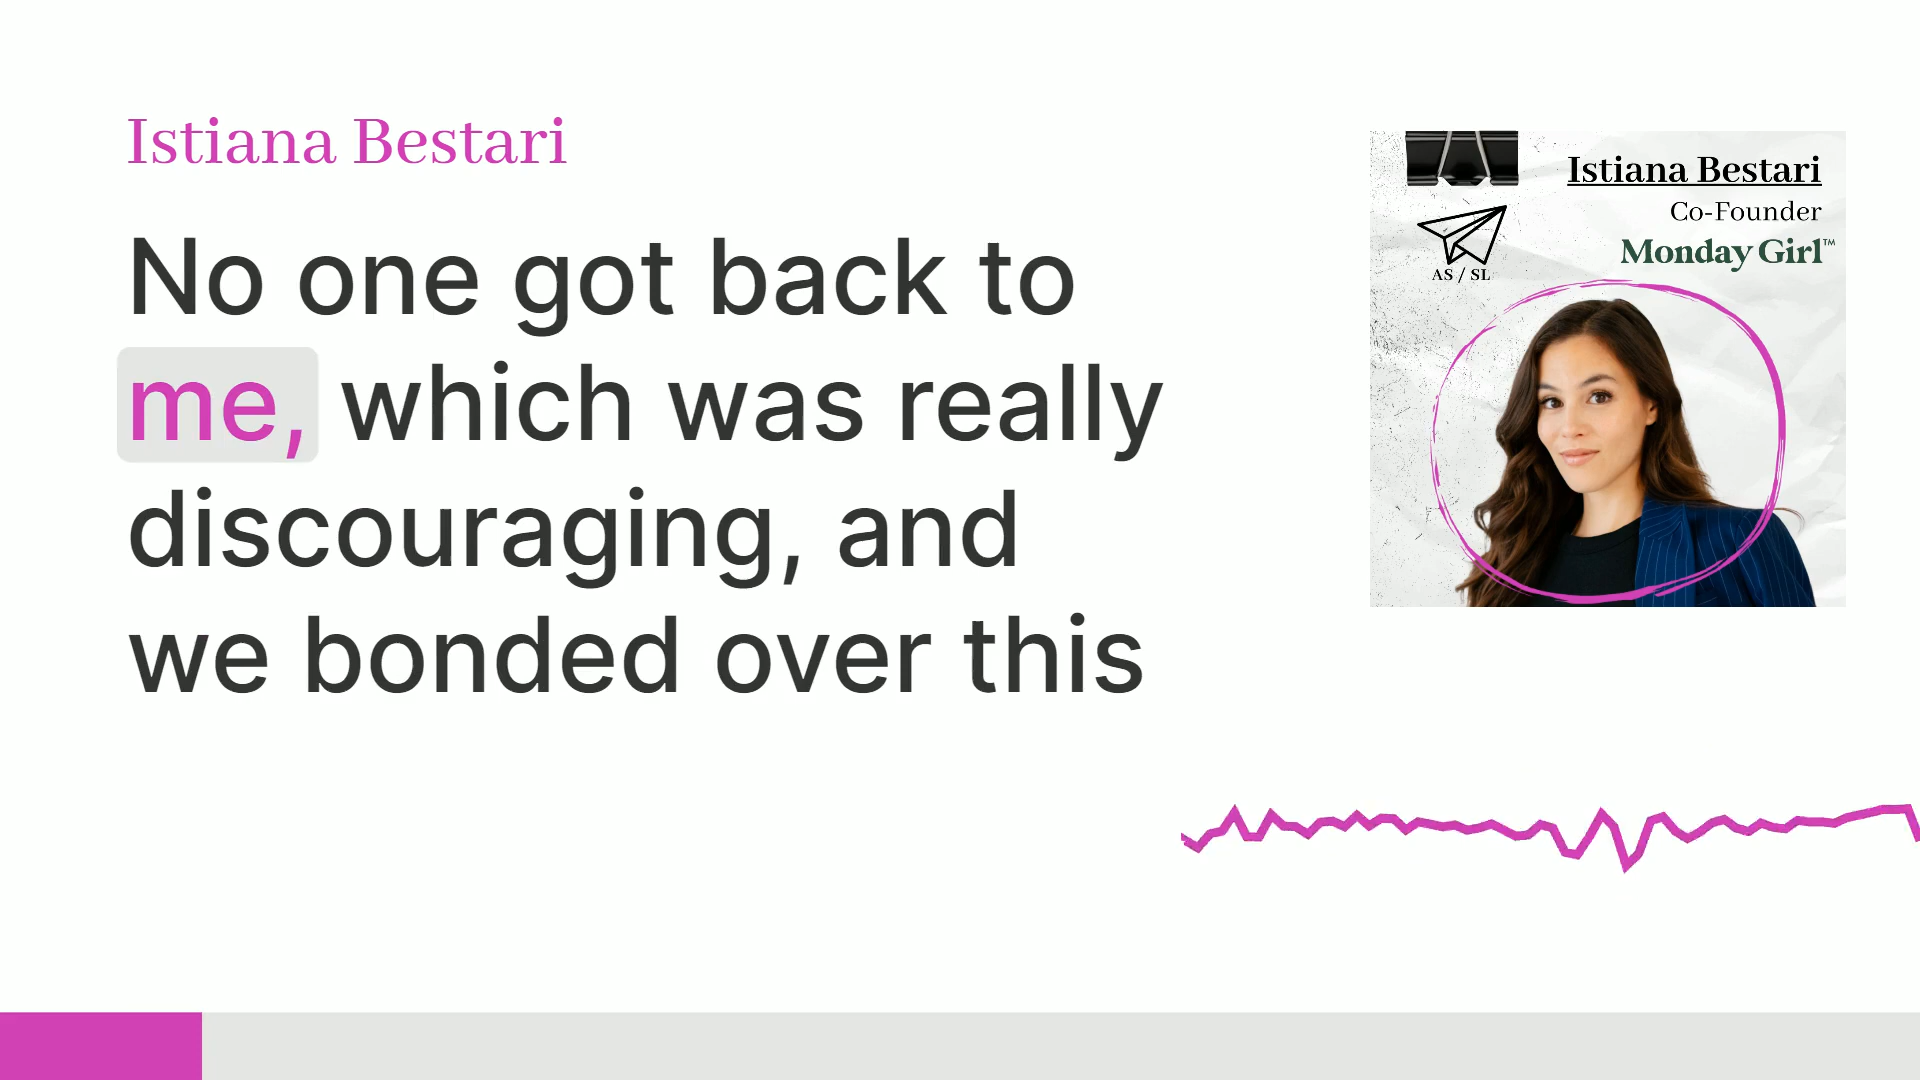 Istiana Bestari
No one got back to
me, which was really
discouraging, and
we bonded over this
Istiana Bestari
Co-Founder
Monday Girl™
AS / SL